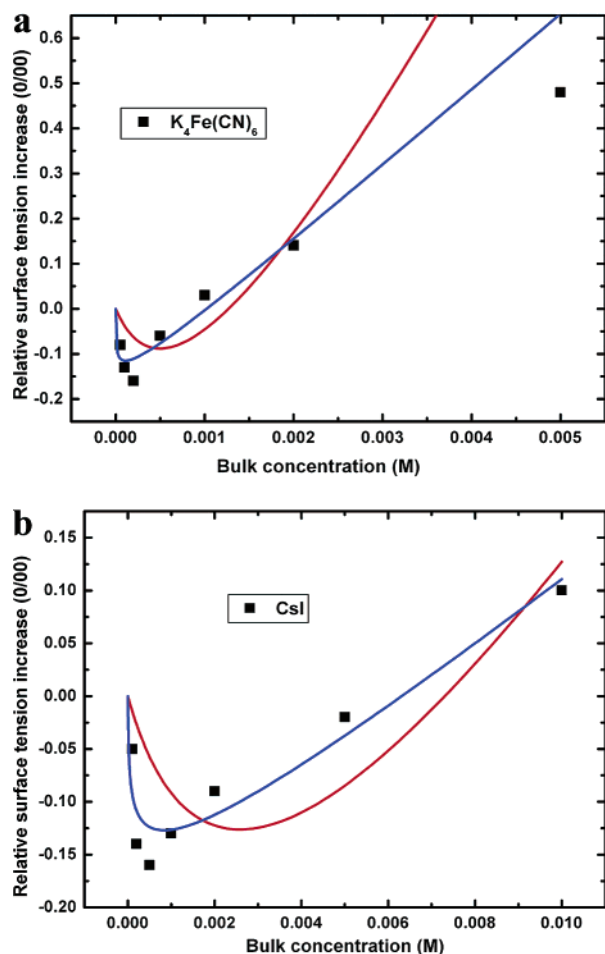 a
Relative surface tension increase (0/00)
0.6
0.5
0.4
0.3
0.2
0.1
0.0
-0.1
-0.2
K4Fe(CN)6
0.000 0.001 0.002 0.003 0.004 0.005
Bulk concentration (M)
b
Relative surface tension increase (0/00)
0.15
0.10
0.05
0.00
-0.05
-0.10
-0.15
-0.20
CsI
0.000 0.002 0.004 0.006 0.008 0.010
Bulk concentration (M)